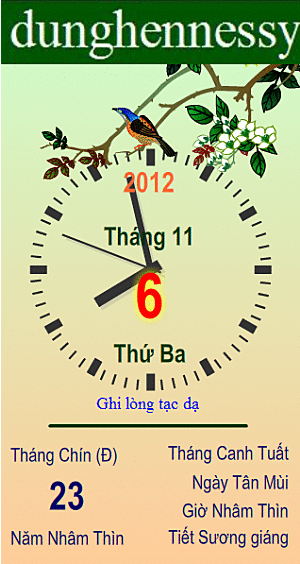 dunghennessy
2012
Tháng 11
6
Thứ Ba
Ghi lòng tạc dạ
Tháng Chín (Đ)
23
Năm Nhâm Thìn
Tháng Canh Tuất
Ngày Tân Mùi
Giờ Nhâm Thìn
Tiết Sương giáng